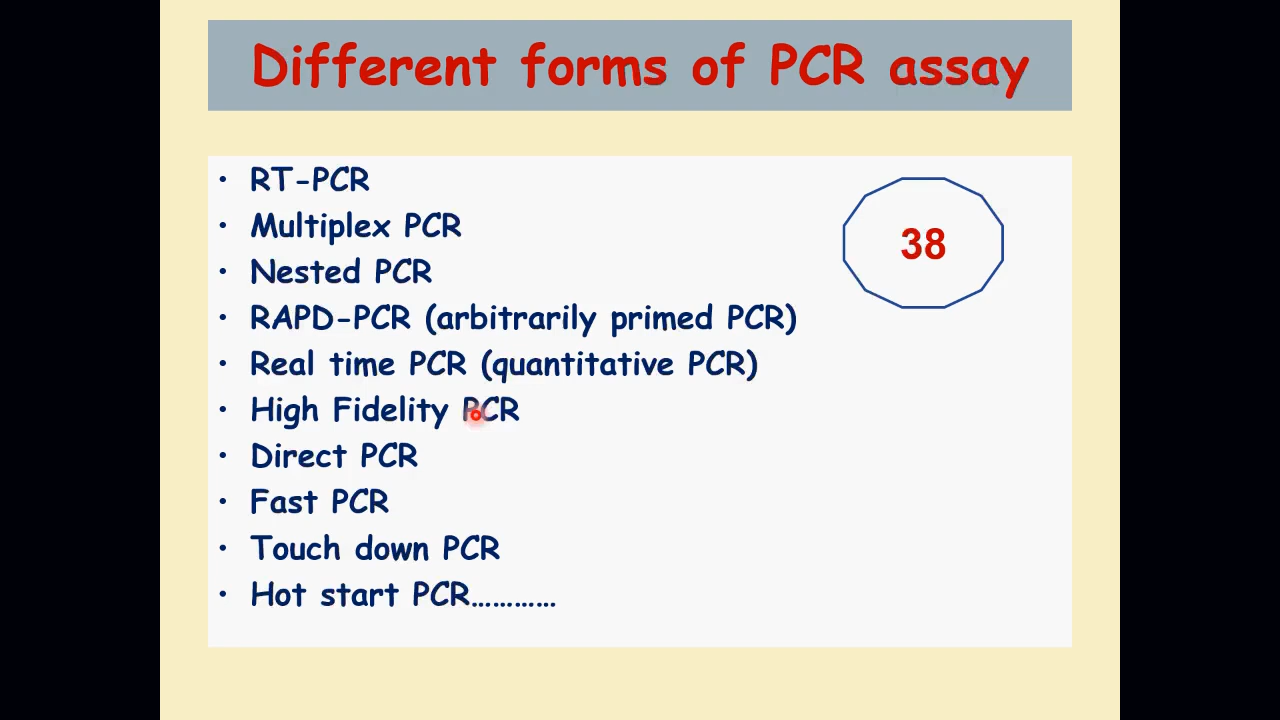 Different forms of PCR assay
• RT-PCR
• Multiplex PCR
• Nested PCR
• RAPD-PCR (arbitrarily primed PCR)
• Real time PCR (quantitative PCR)
• High Fidelity PCR
• Direct PCR
• Fast PCR
• Touch down PCR
• Hot start PCR…………
38